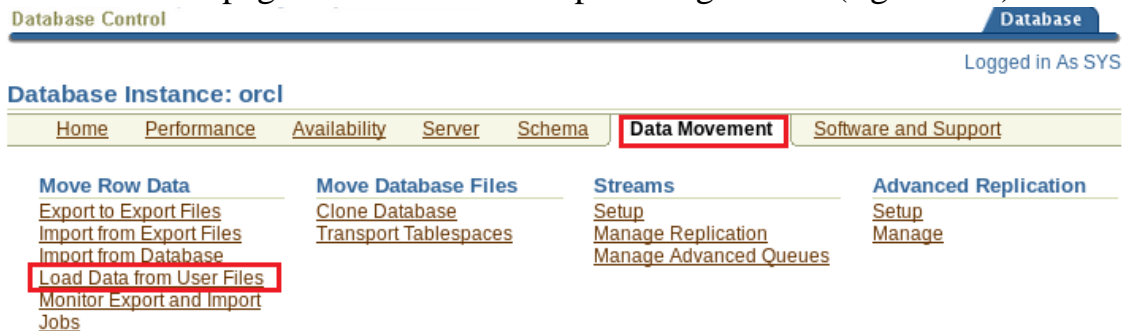 Database Control
Database
Logged in As SYS
Database Instance: orcl
Home Performance Availability Server Schema Data Movement Software and Support
Move Row Data
Export to Export Files
Import from Export Files
Import from Database
Load Data from User Files
Monitor Export and Import
Jobs
Move Database Files
Clone Database
Transport Tablespaces
Streams
Setup
Manage Replication
Manage Advanced Queues
Advanced Replication
Setup
Manage